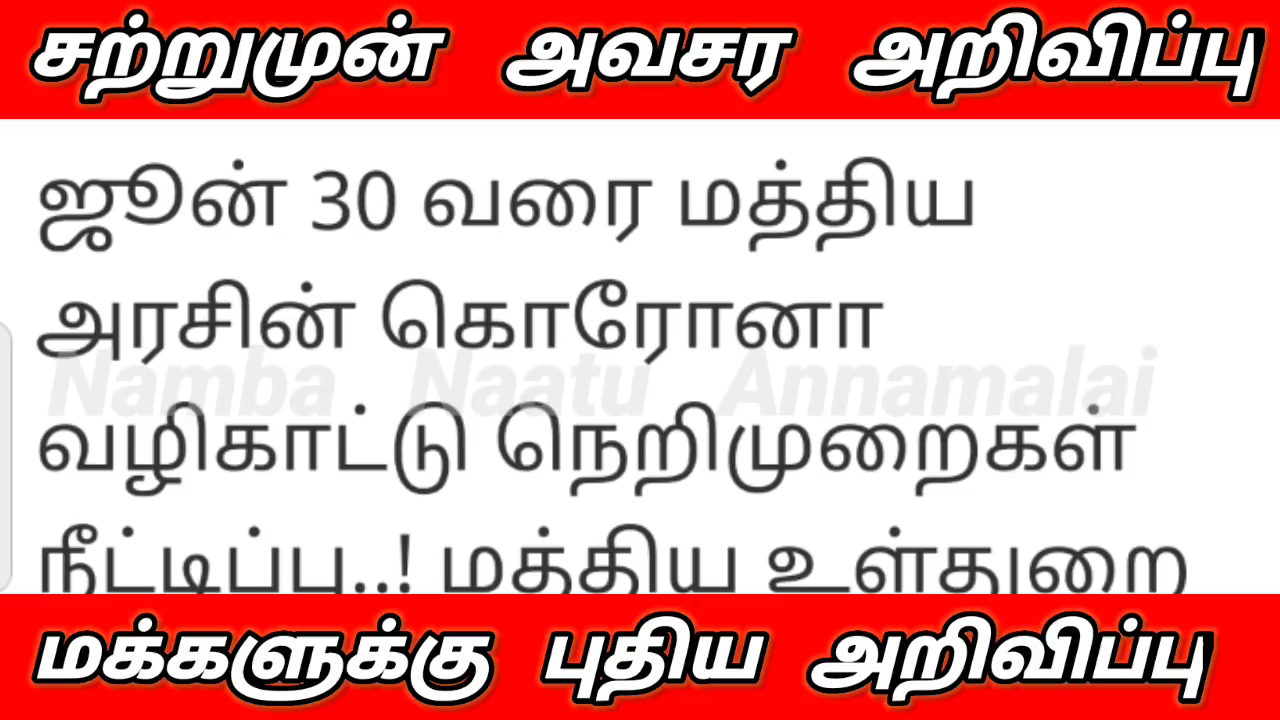 சற்றுமுன் அவசர அறிவிப்பு
ஜூன் 30 வரை மத்திய
அரசின் கொரோனா
Namba Naatu Annamalai
வழிகாட்டு நெறிமுறைகள்
நீட்டிப்பு..! மத்திய உள்துறை
மக்களுக்கு புதிய அறிவிப்பு